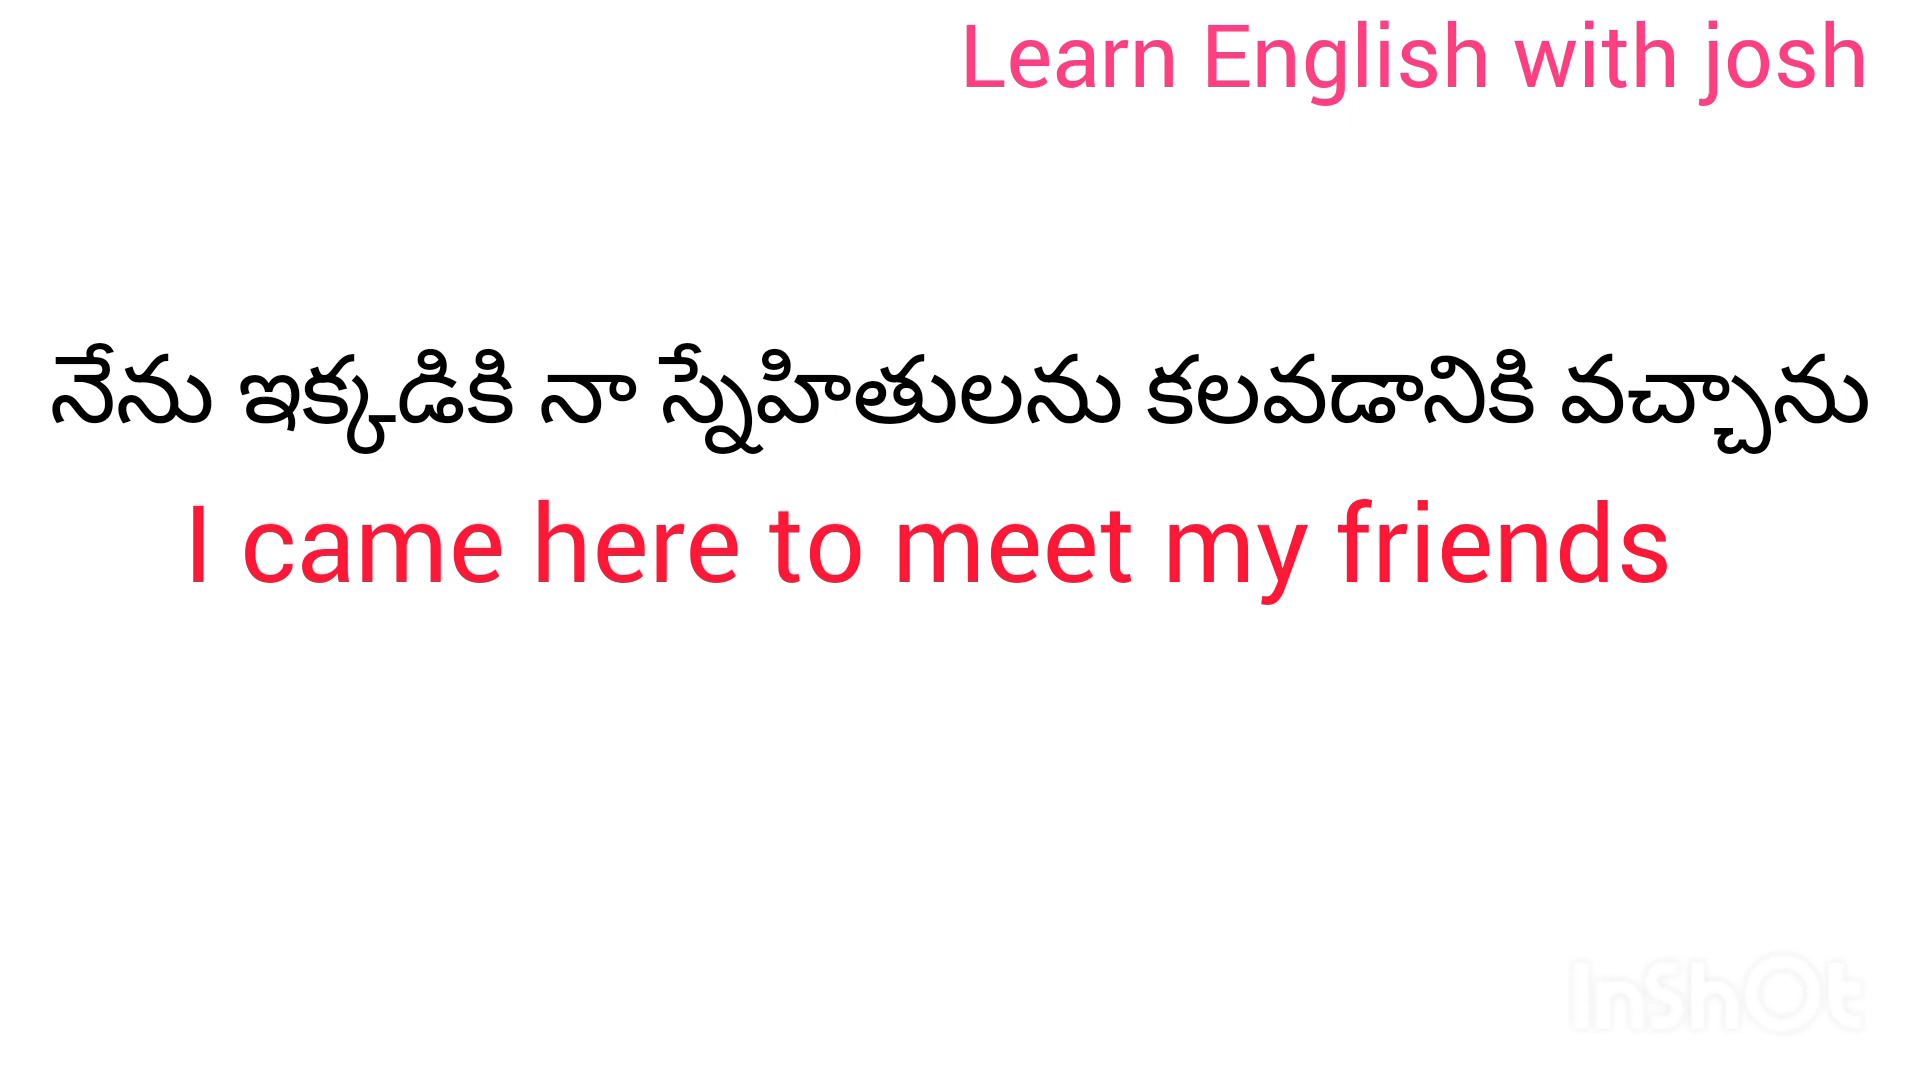 Learn English with josh
నేను ఇక్కడికి నా స్నేహితులను కలవడానికి వచ్చాను
I came here to meet my friends
InShOt